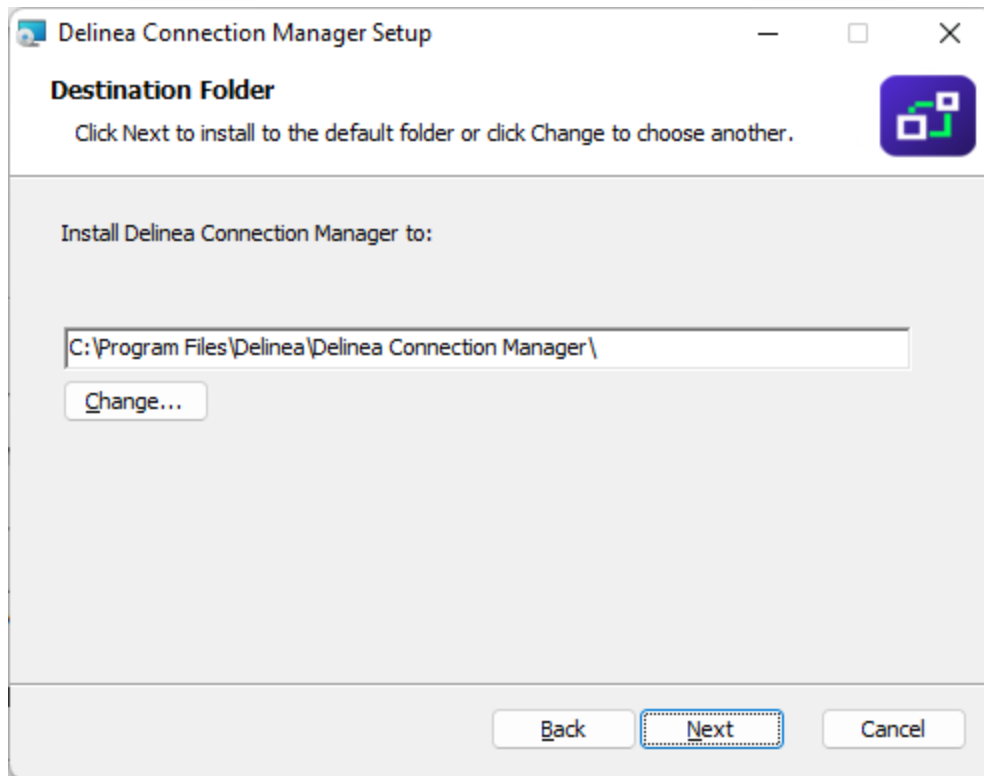 Delinea Connection Manager Setup
Destination Folder
Click Next to install to the default folder or click Change to choose another.
Install Delinea Connection Manager to:
C:\Program Files\Delinea\Delinea Connection Manager\
Change...
Back Next Cancel